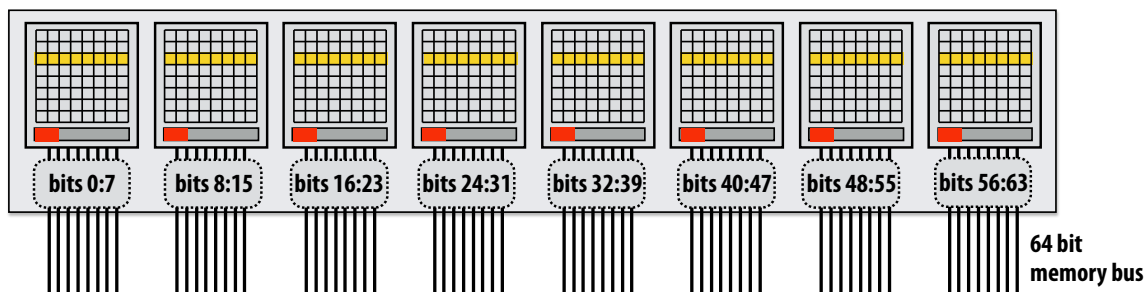 bits 0:7
bits 8:15
bits 16:23
bits 24:31
bits 32:39
bits 40:47
bits 48:55
bits 56:63
64 bit
memory bus